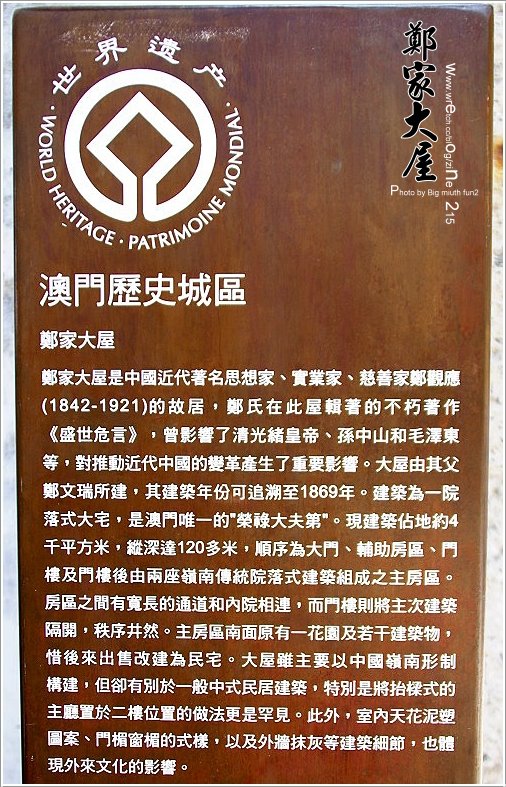 世界遗产
· WORLD HERITAGE · PATRIMOINE MONDIAL ·
鄭家大屋
Photo by Big miuth fun2
澳門歷史城區
鄭家大屋
鄭家大屋是中國近代著名思想家、實業家、慈善家鄭觀應
(1842-1921)的故居，鄭氏在此屋輯著的不朽著作
《盛世危言》，曾影響了清光緒皇帝、孫中山和毛澤東
等，對推動近代中國的變革產生了重要影響。大屋由其父
鄭文瑞所建，其建築年份可追溯至1869年。建築為一院
落式大宅，是澳門唯一的"榮祿大夫第"。現建築佔地約4
千平方米，縱深達120多米，順序為大門、輔助房區、門
樓及門樓後由兩座嶺南傳統院落式建築組成之主房區。
房區之間有寬長的通道和內院相連，而門樓則將主次建築
隔開，秩序井然。主房區南面原有一花園及若干建築物，
惜後來出售改建為民宅。大屋雖主要以中國嶺南形制
構建，但卻有別於一般中式民居建築，特別是將抬樑式的
主廳置於二樓位置的做法更是罕見。此外，室內天花泥塑
圖案、門楣窗楣的式樣，以及外牆抹灰等建築細節，也體
現外來文化的影響。